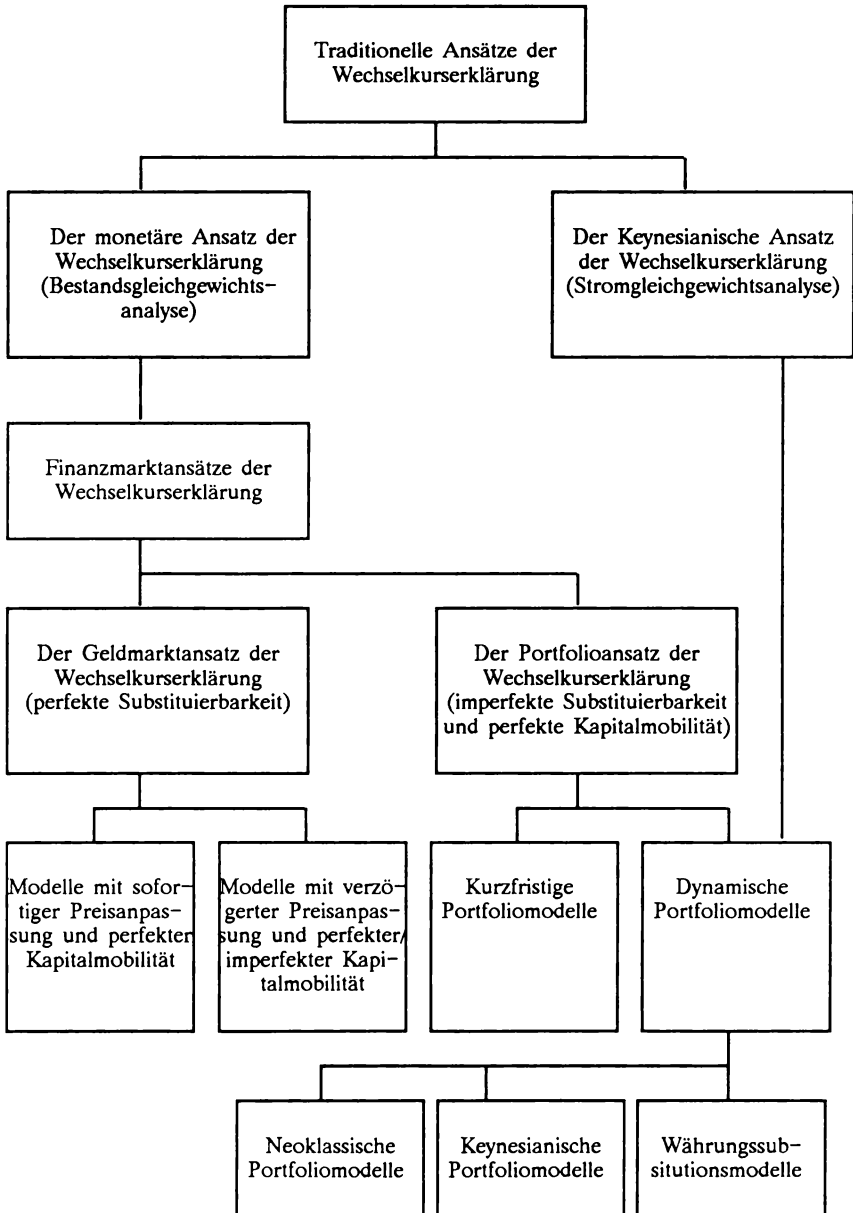 Traditionelle Ansätze der
Wechselkurserklärung
Der monetäre Ansatz der
Wechselkurserklärung
(Bestandsgleichgewichts-
analyse)
Der Keynesianische Ansatz
der Wechselkurserklärung
(Stromgleichgewichtsanalyse)
Finanzmarktansätze der
Wechselkurserklärung
Der Geldmarktansatz der
Wechselkurserklärung
(perfekte Substituierbarkeit)
Der Portfolioansatz der
Wechselkurserklärung
(imperfekte Substituierbarkeit
und perfekte Kapitalmobilität)
Modelle mit sofor-
tiger Preisanpas-
sung und perfekter
Kapitalmobilität
Modelle mit verzö-
gerter Preisanpas-
sung und perfekter/
imperfekter Kapi-
talmobilität
Kurzfristige
Portfoliomodelle
Dynamische
Portfoliomodelle
Neoklassische
Portfoliomodelle
Keynesianische
Portfoliomodelle
Währungssub-
situtionsmodelle